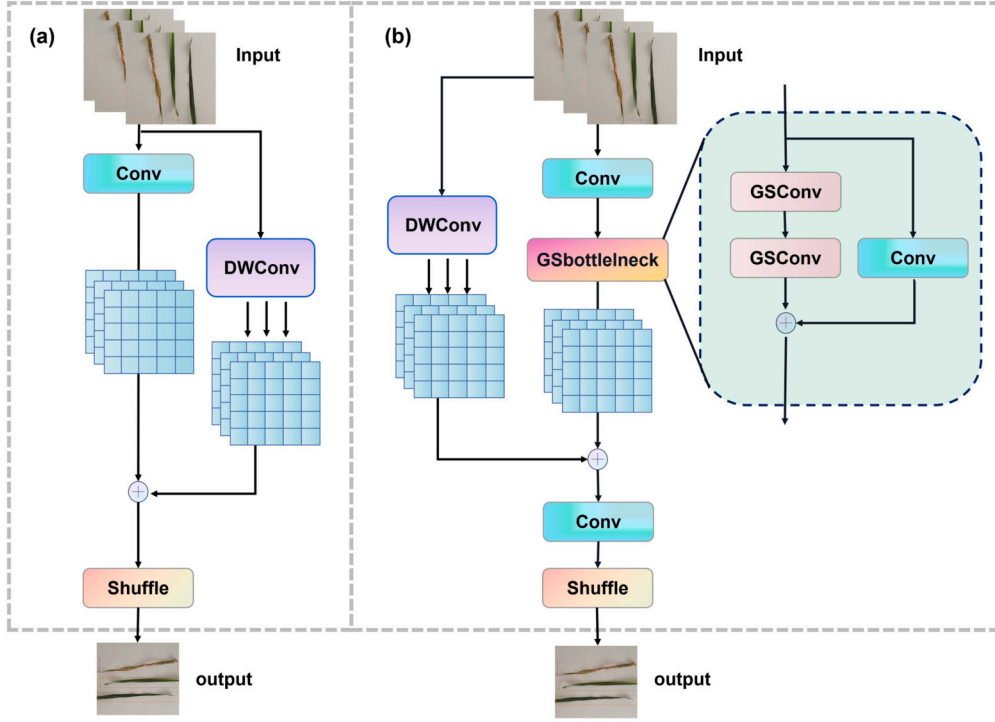 (a)
Input
Conv
DWConv
Shuffle
output
(b)
Input
Conv
DWConv
GSbottlelneck
GSConv
GSConv
Conv
Conv
Shuffle
output